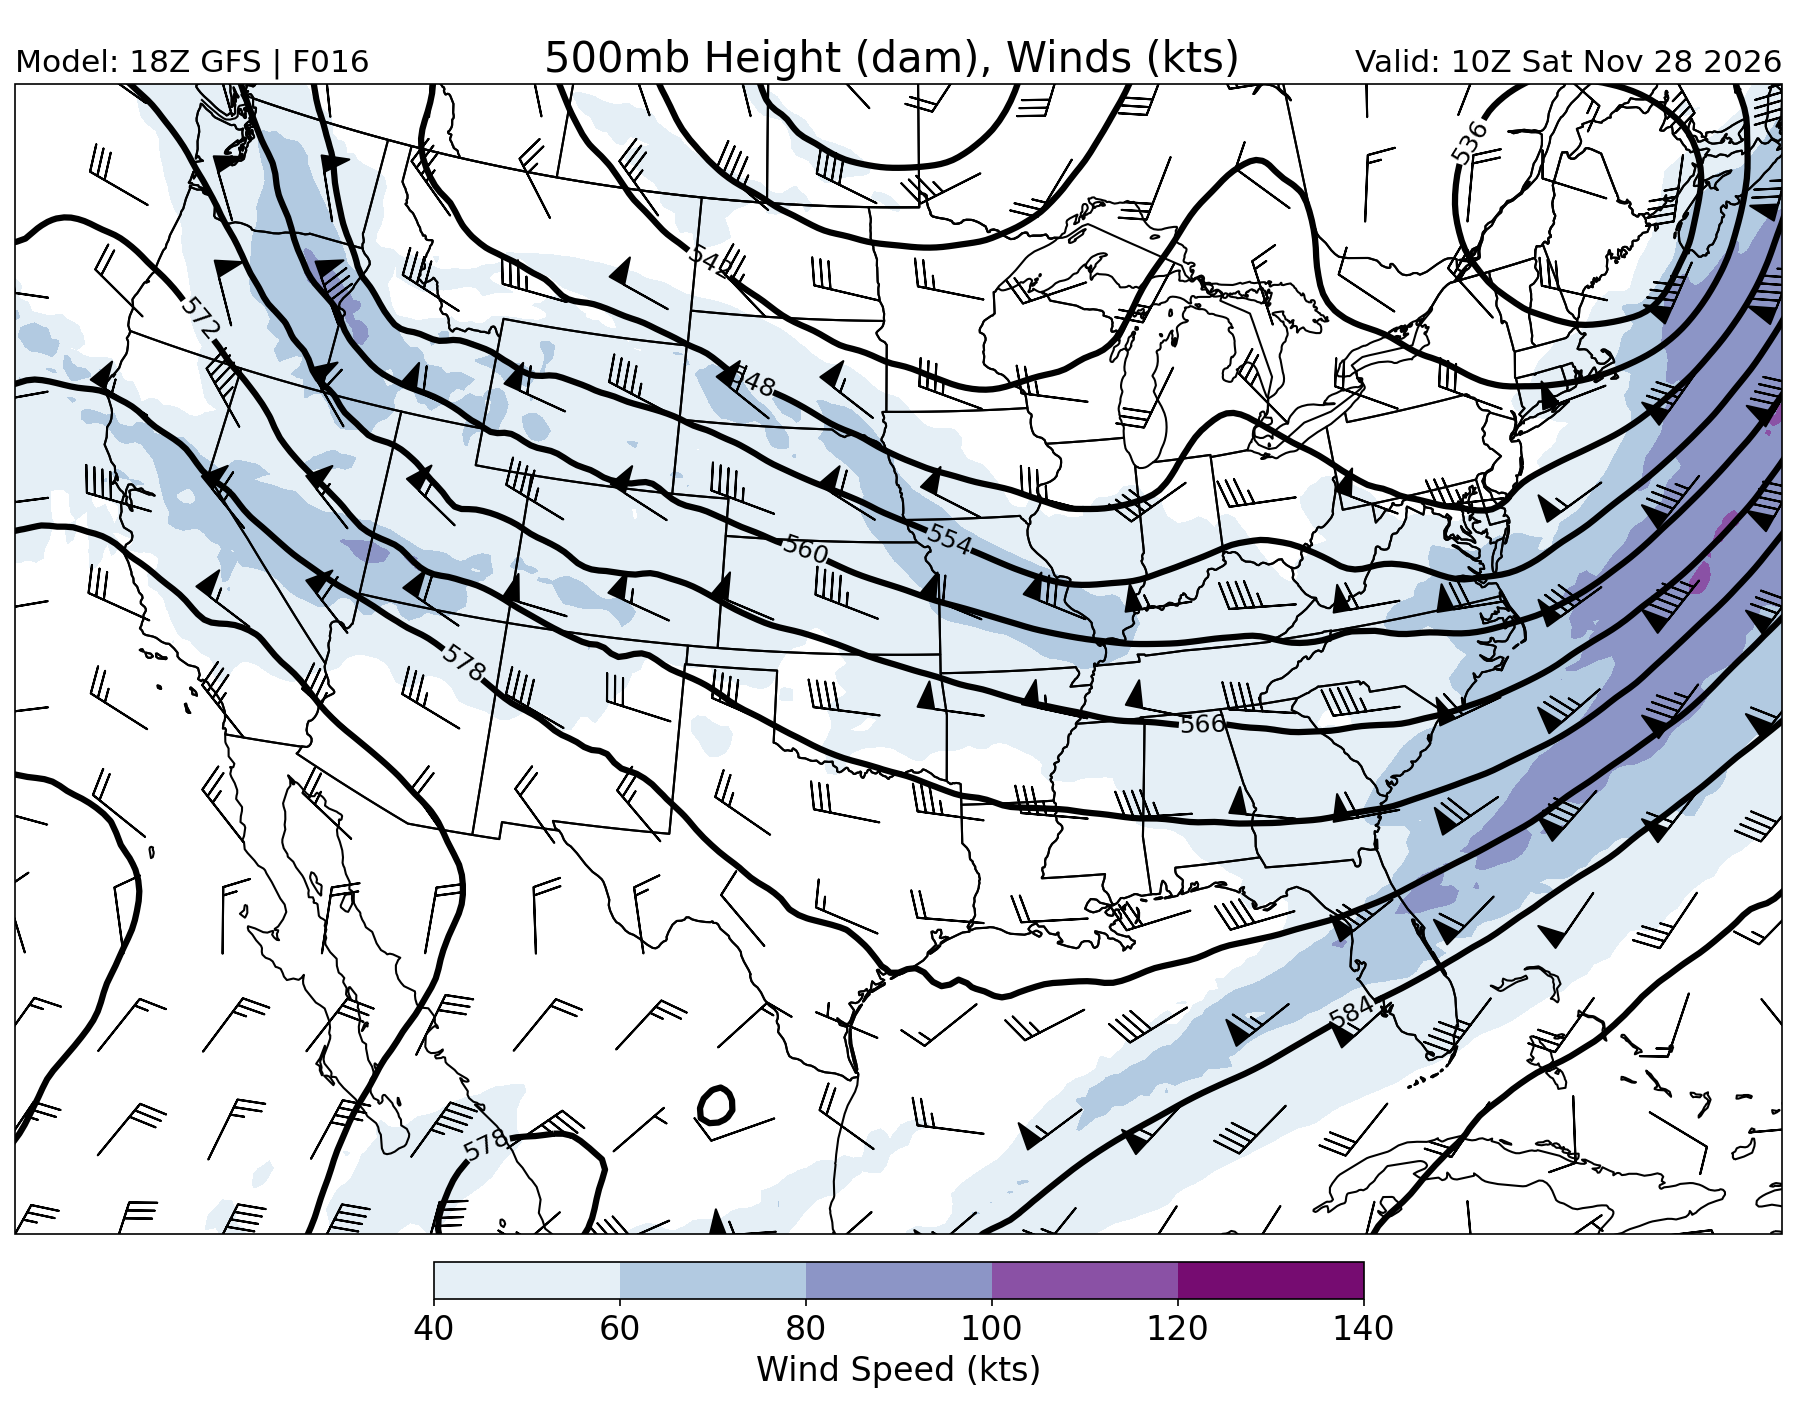 Model: 18Z GFS | F016
500mb Height (dam), Winds (kts)
Valid: 10Z Sat Nov 28 2026
536
542
572
548
554
560
578
566
584
578
40 60 80 100 120 140
Wind Speed (kts)